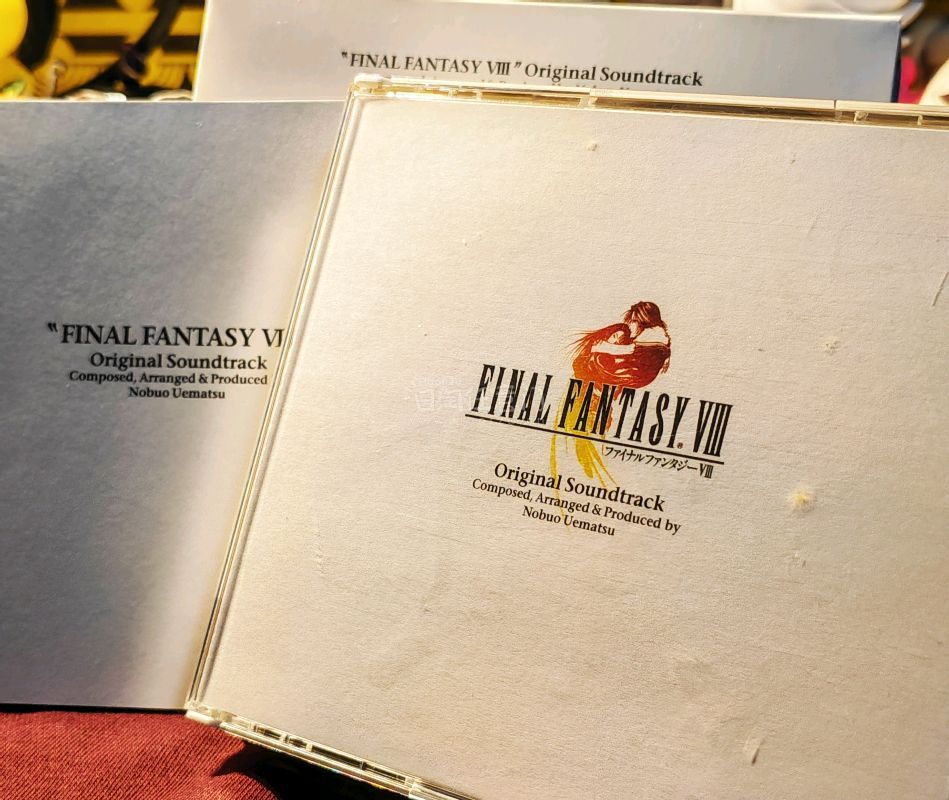 "FINAL FANTASY VIII" Original Soundtrack
"FINAL FANTASY VI
Original Soundtrack
Composed, Arranged & Produced
Nobuo Uematsu
FINAL FANTASY VIII
ファイナルファンタジーVIII
Original Soundtrack
Composed, Arranged & Produced by
Nobuo Uematsu